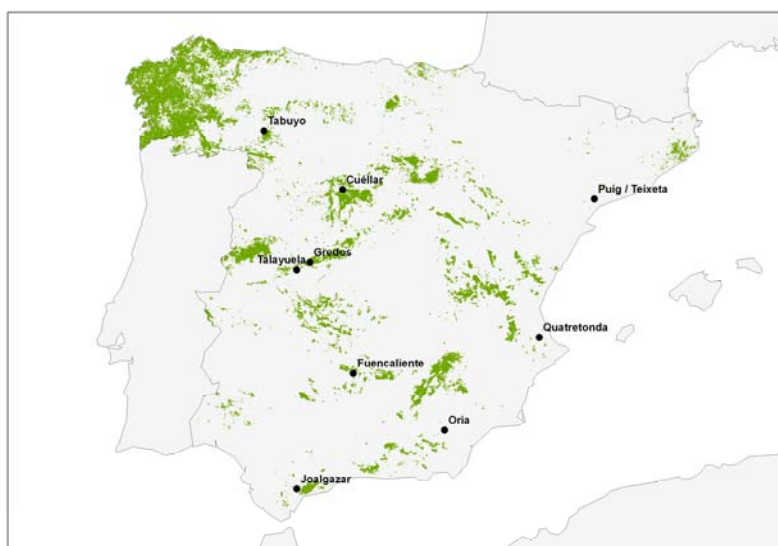 Tabuyo
Cuéllar
Puig / Teixeta
Gredos
Talayuela
Quatretonda
Fuencaliente
Oria
Joalgazar